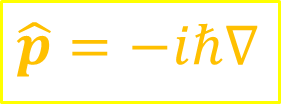 p̂ = −iℏ∇